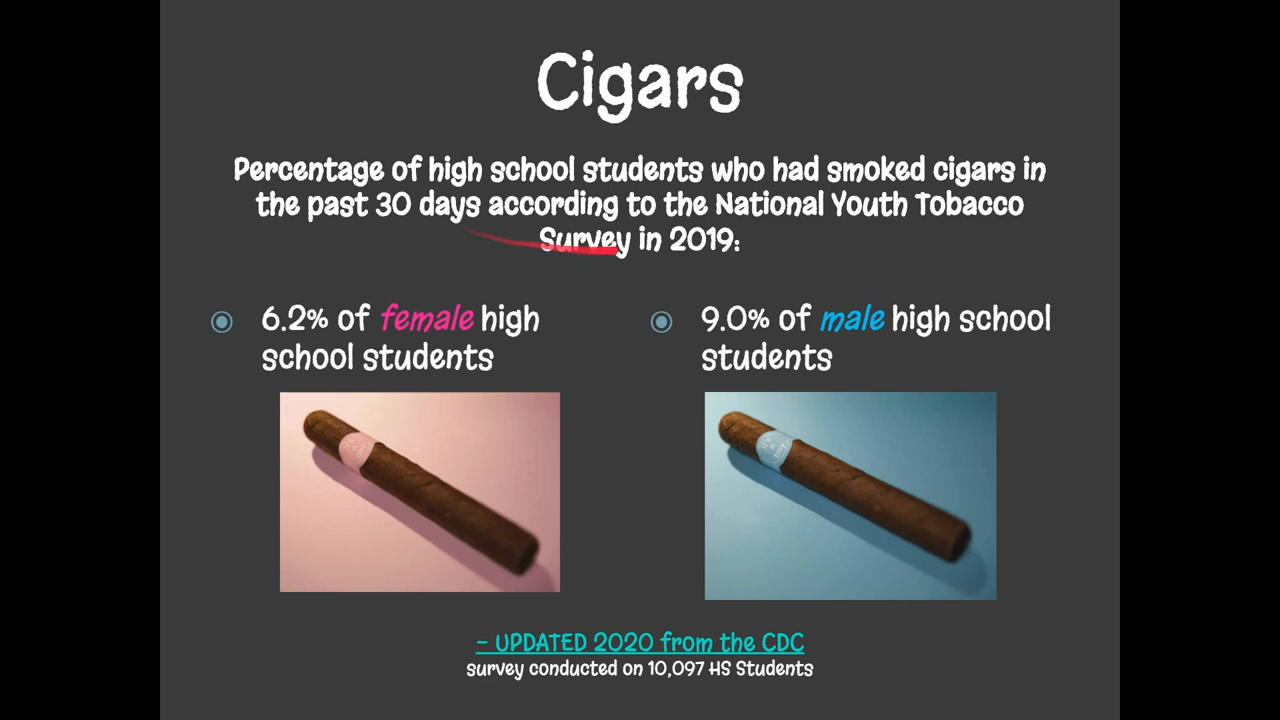 Cigars
Percentage of high school students who had smoked cigars in
the past 30 days according to the National Youth Tobacco
Survey in 2019:
6.2% of female high
school students
9.0% of male high school
students
IT'S
A
BOY
– UPDATED 2020 from the CDC
survey conducted on 10,097 HS Students